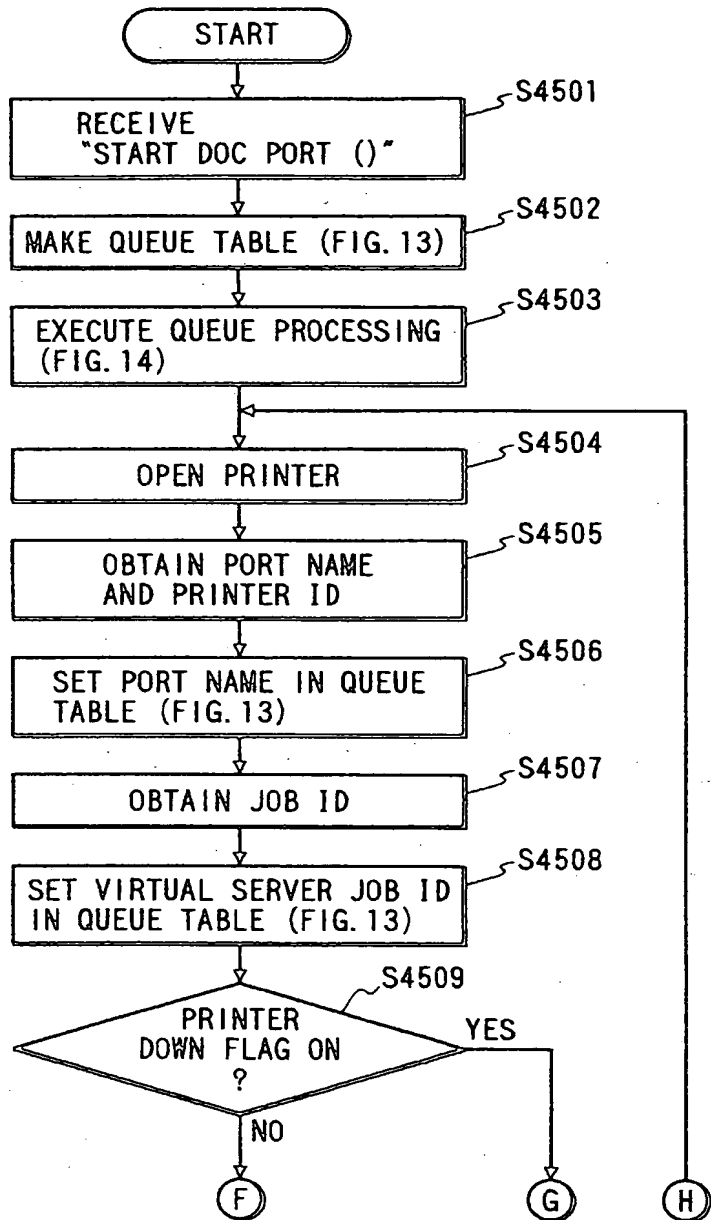 START
S4501
RECEIVE
"START DOC PORT ()"
S4502
MAKE QUEUE TABLE (FIG. 13)
S4503
EXECUTE QUEUE PROCESSING
(FIG. 14)
S4504
OPEN PRINTER
S4505
OBTAIN PORT NAME
AND PRINTER ID
S4506
SET PORT NAME IN QUEUE
TABLE (FIG. 13)
S4507
OBTAIN JOB ID
S4508
SET VIRTUAL SERVER JOB ID
IN QUEUE TABLE (FIG. 13)
S4509
PRINTER
DOWN FLAG ON
?
YES
NO
F
G
H